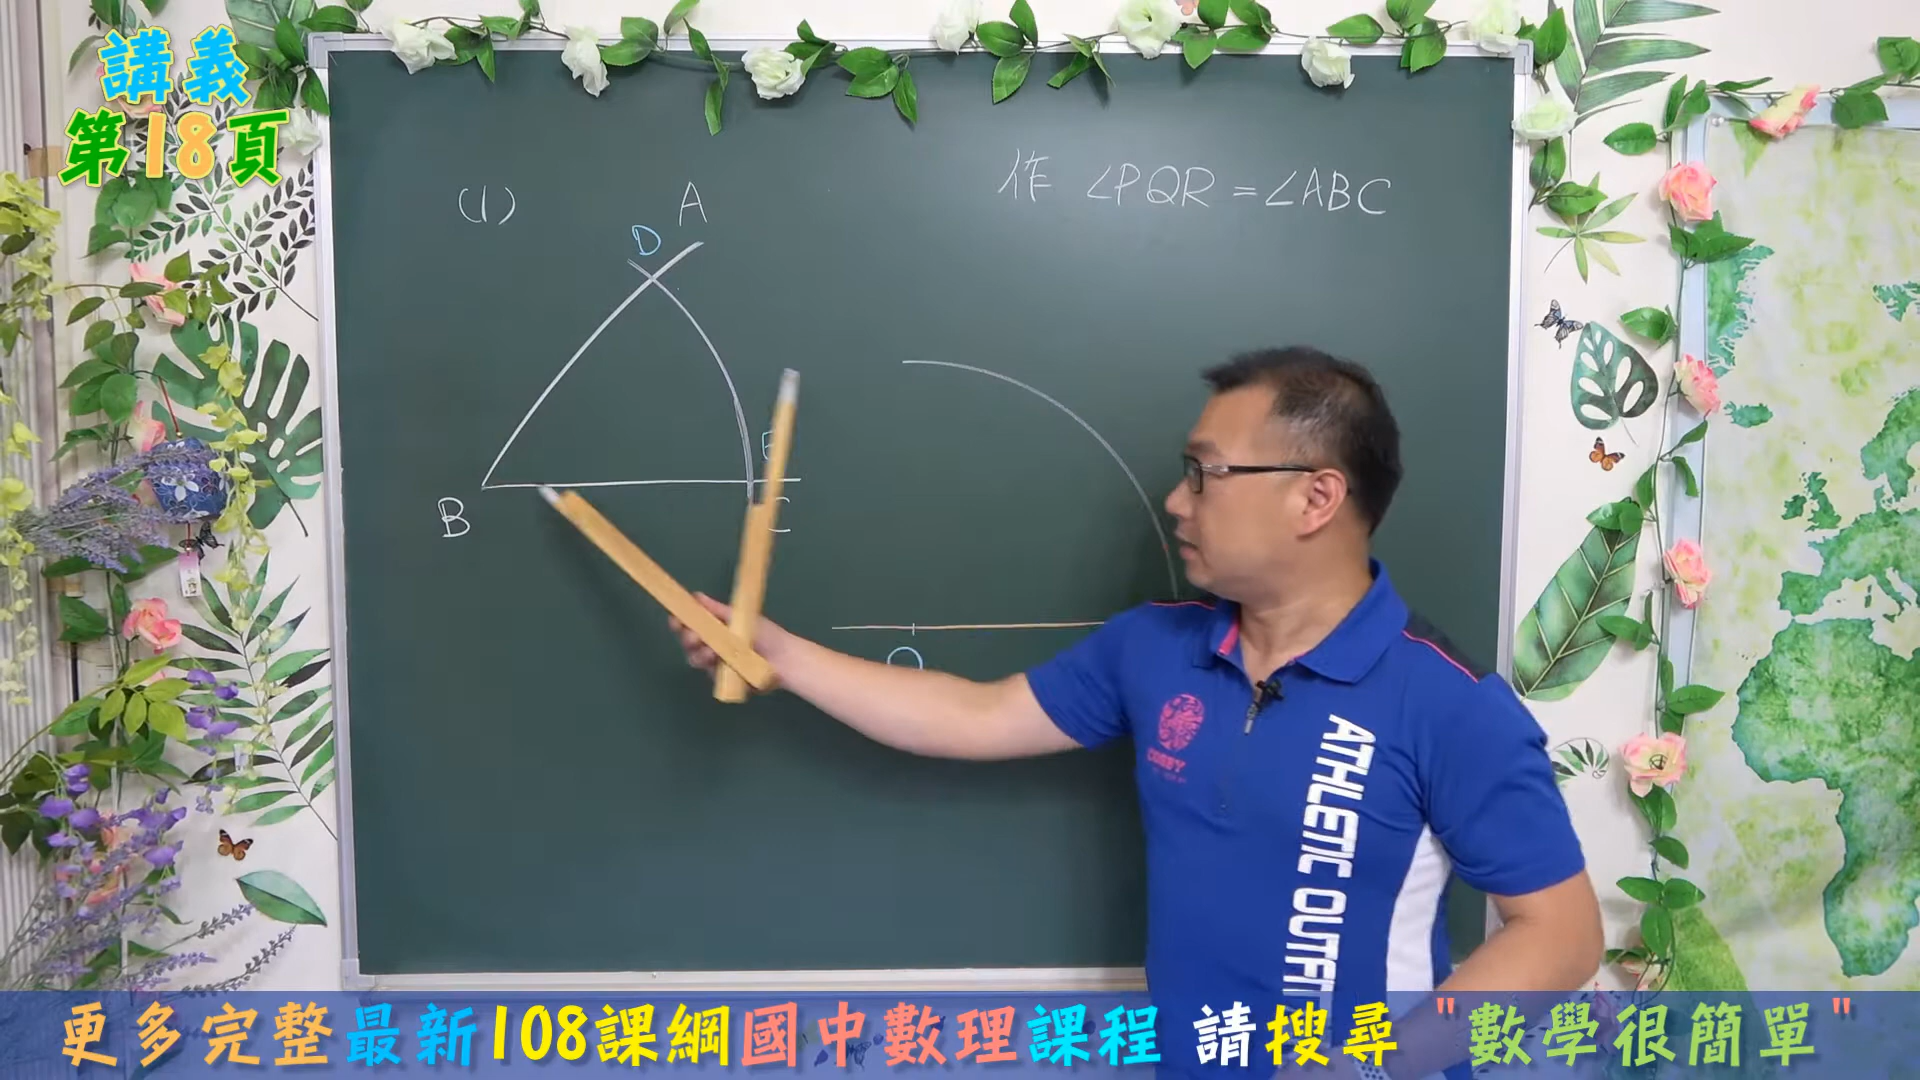 講義
第18頁
(1)
A
D
作 ∠PQR = ∠ABC
E
B
C
Q
COSBY
ATHLETIC OUTFIT
更多完整最新108課綱國中數理課程 請搜尋 "數學很簡單"